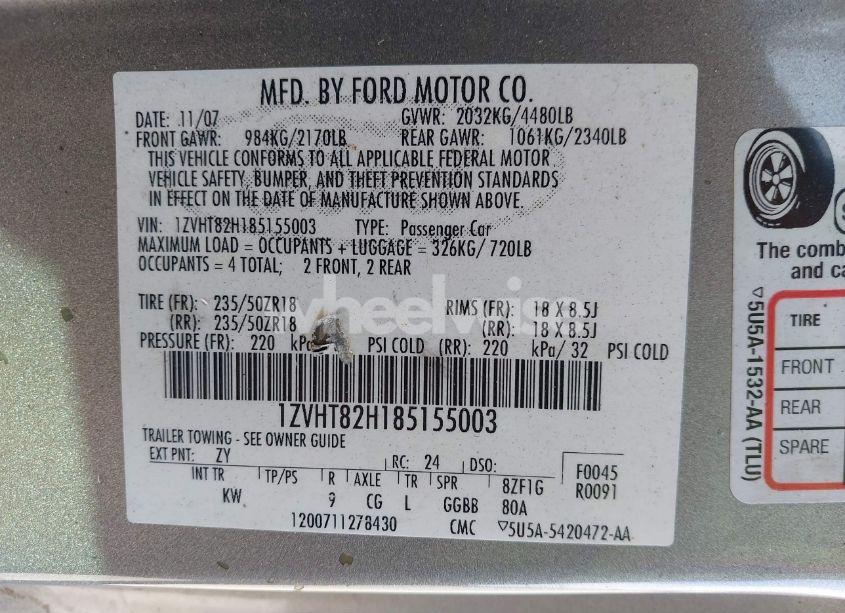 MFD. BY FORD MOTOR CO.
DATE: 11/07 GVWR: 2032KG/4480LB
FRONT GAWR: 984KG/2170LB REAR GAWR: 1061KG/2340LB
THIS VEHICLE CONFORMS TO ALL APPLICABLE FEDERAL MOTOR
VEHICLE SAFETY, BUMPER, AND THEFT PREVENTION STANDARDS
IN EFFECT ON THE DATE OF MANUFACTURE SHOWN ABOVE.
VIN: 1ZVHT82H185155003 TYPE: Passenger Car
MAXIMUM LOAD = OCCUPANTS + LUGGAGE = 326KG/720LB
OCCUPANTS = 4 TOTAL; 2 FRONT, 2 REAR
TIRE (FR): 235/50ZR18 RIMS (FR): 18 X 8.5J
(RR): 235/50ZR18 (RR): 18 X 8.5J
PRESSURE (FR): 220 kPa PSI COLD (RR): 220 kPa/ 32 PSI COLD
1ZVHT82H185155003
TRAILER TOWING - SEE OWNER GUIDE
EXT PNT: ZY RC: 24 DSO: F0045
INT TR TP/PS R AXLE TR SPR 8ZF1G R0091
KW 9 CG L GGBB 80A
1200711278430 CMC ▽5U5A-5420472-AA
The comb
and ca
▽5U5A-1532-AA (TLU)
TIRE
FRONT
REAR
SPARE